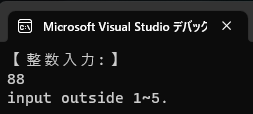 Microsoft Visual Studio デバッグ
【 整数入力: 】
88
input outside 1~5.